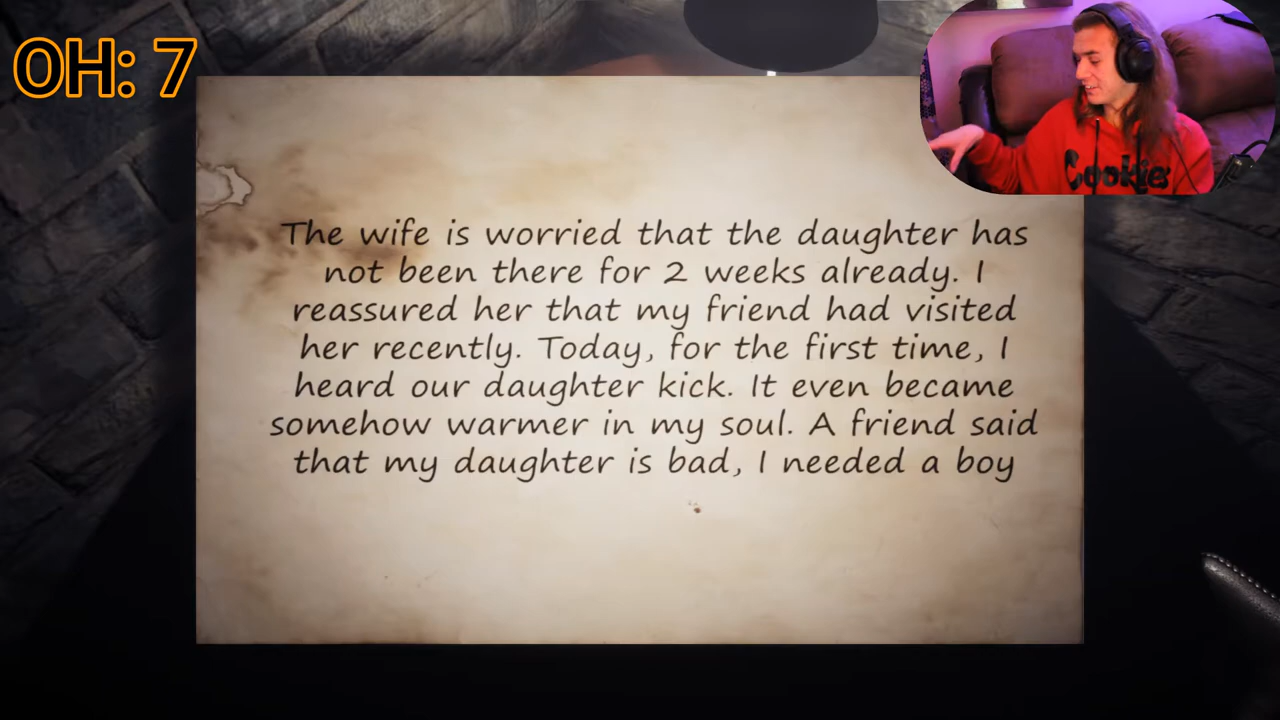 OH: 7
Cookie
The wife is worried that the daughter has
not been there for 2 weeks already. I
reassured her that my friend had visited
her recently. Today, for the first time, I
heard our daughter kick. It even became
somehow warmer in my soul. A friend said
that my daughter is bad, I needed a boy